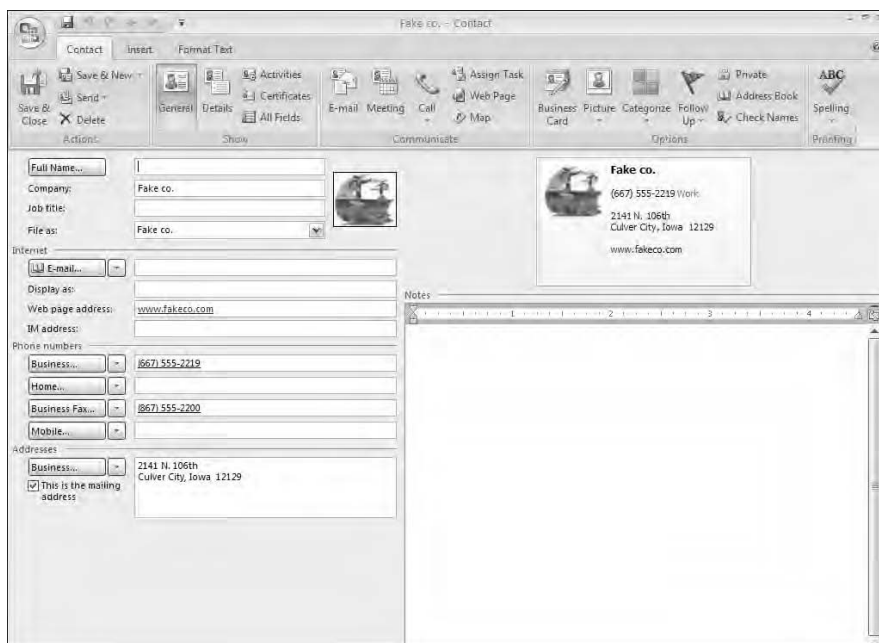 Fake co. - Contact
Contact Insert Format Text
Save & Close
Save & New
Send
Delete
Actions
General
Details
Activities
Certificates
All Fields
Show
E-mail
Meeting
Call
Assign Task
Web Page
Map
Communicate
Business Card
Picture
Categorize
Follow Up
Private
Address Book
Check Names
Options
ABC
Spelling
Proofing
Full Name...
Company: Fake co.
Job title:
File as: Fake co.
Internet
E-mail...
Display as:
Web page address: www.fakeco.com
IM address:
Phone numbers
Business... (667) 555-2219
Home...
Business Fax... (867) 555-2200
Mobile...
Addresses
Business... 2141 N. 106th
Culver City, Iowa 12129
This is the mailing
address
Fake co.
(667) 555-2219 Work
2141 N. 106th
Culver City, Iowa 12129
www.fakeco.com
Notes
1 2 3 4